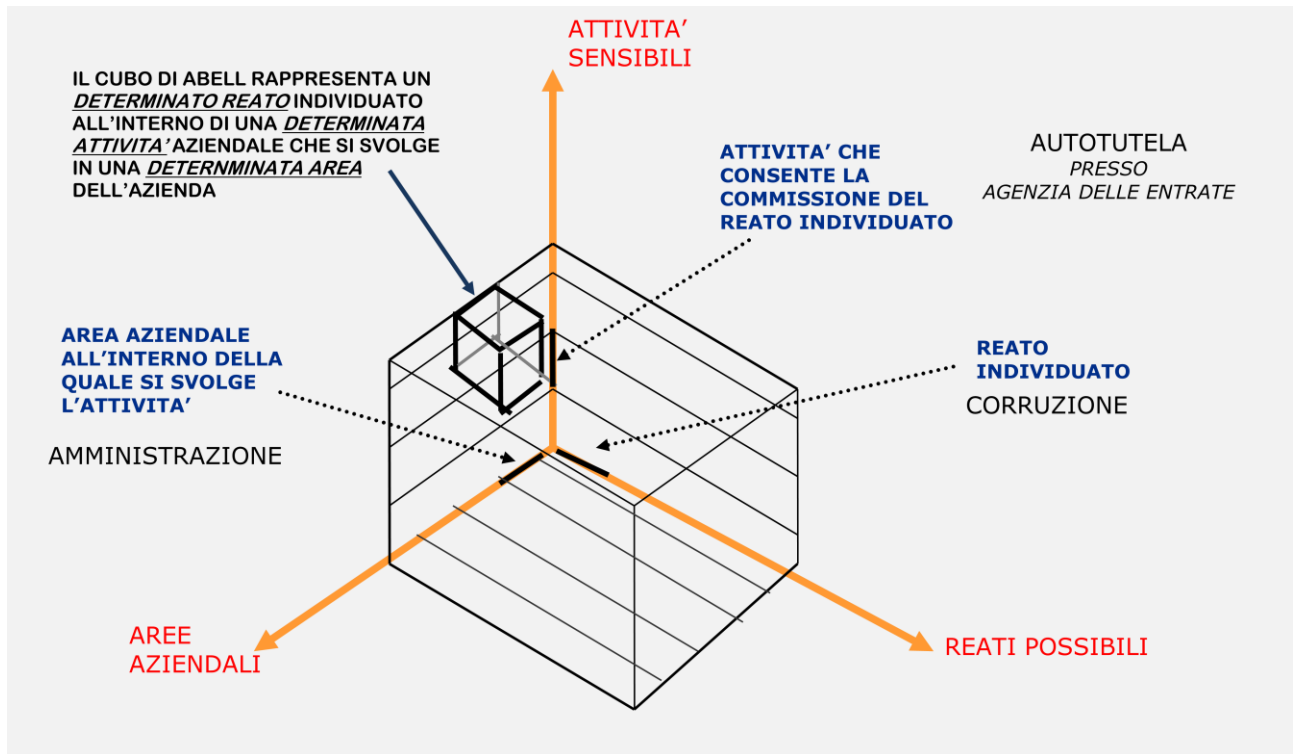 ATTIVITA’
SENSIBILI
IL CUBO DI ABELL RAPPRESENTA UN
DETERMINATO REATO INDIVIDUATO
ALL’INTERNO DI UNA DETERMINATA
ATTIVITA’ AZIENDALE CHE SI SVOLGE
IN UNA DETERNMINATA AREA
DELL’AZIENDA
ATTIVITA’ CHE
CONSENTE LA
COMMISSIONE DEL
REATO INDIVIDUATO
AUTOTUTELA
PRESSO
AGENZIA DELLE ENTRATE
AREA AZIENDALE
ALL’INTERNO DELLA
QUALE SI SVOLGE
L’ATTIVITA’
AMMINISTRAZIONE
REATO
INDIVIDUATO
CORRUZIONE
AREE
AZIENDALI
REATI POSSIBILI